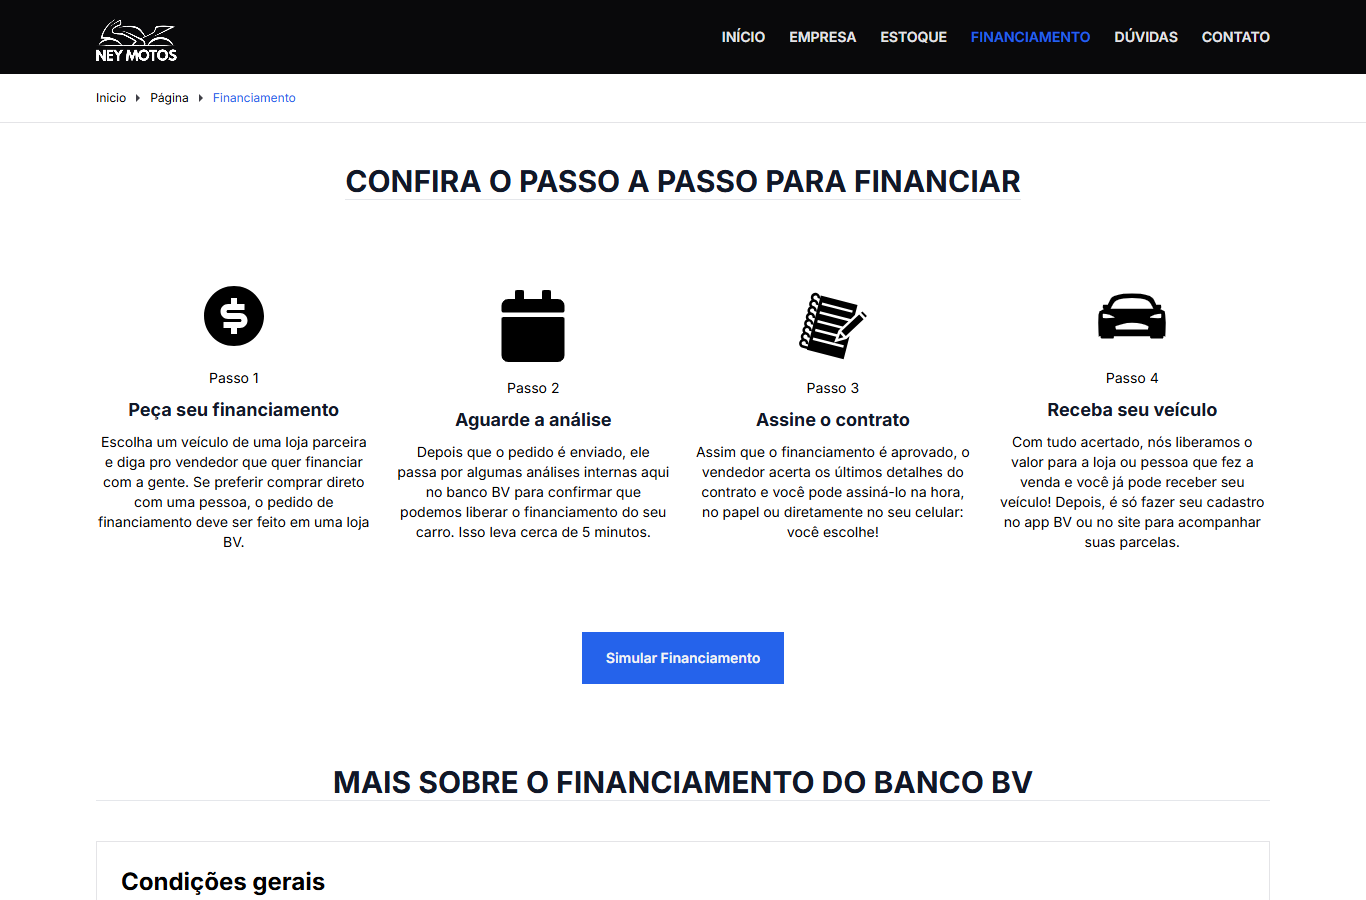 NEY MOTOS
INÍCIO EMPRESA ESTOQUE FINANCIAMENTO DÚVIDAS CONTATO
Inicio Página Financiamento
CONFIRA O PASSO A PASSO PARA FINANCIAR
Passo 1
Peça seu financiamento
Escolha um veículo de uma loja parceira
e diga pro vendedor que quer financiar
com a gente. Se preferir comprar direto
com uma pessoa, o pedido de
financiamento deve ser feito em uma loja
BV.
Passo 2
Aguarde a análise
Depois que o pedido é enviado, ele
passa por algumas análises internas aqui
no banco BV para confirmar que
podemos liberar o financiamento do seu
carro. Isso leva cerca de 5 minutos.
Passo 3
Assine o contrato
Assim que o financiamento é aprovado, o
vendedor acerta os últimos detalhes do
contrato e você pode assiná-lo na hora,
no papel ou diretamente no seu celular:
você escolhe!
Passo 4
Receba seu veículo
Com tudo acertado, nós liberamos o
valor para a loja ou pessoa que fez a
venda e você já pode receber seu
veículo! Depois, é só fazer seu cadastro
no app BV ou no site para acompanhar
suas parcelas.
Simular Financiamento
MAIS SOBRE O FINANCIAMENTO DO BANCO BV
Condições gerais